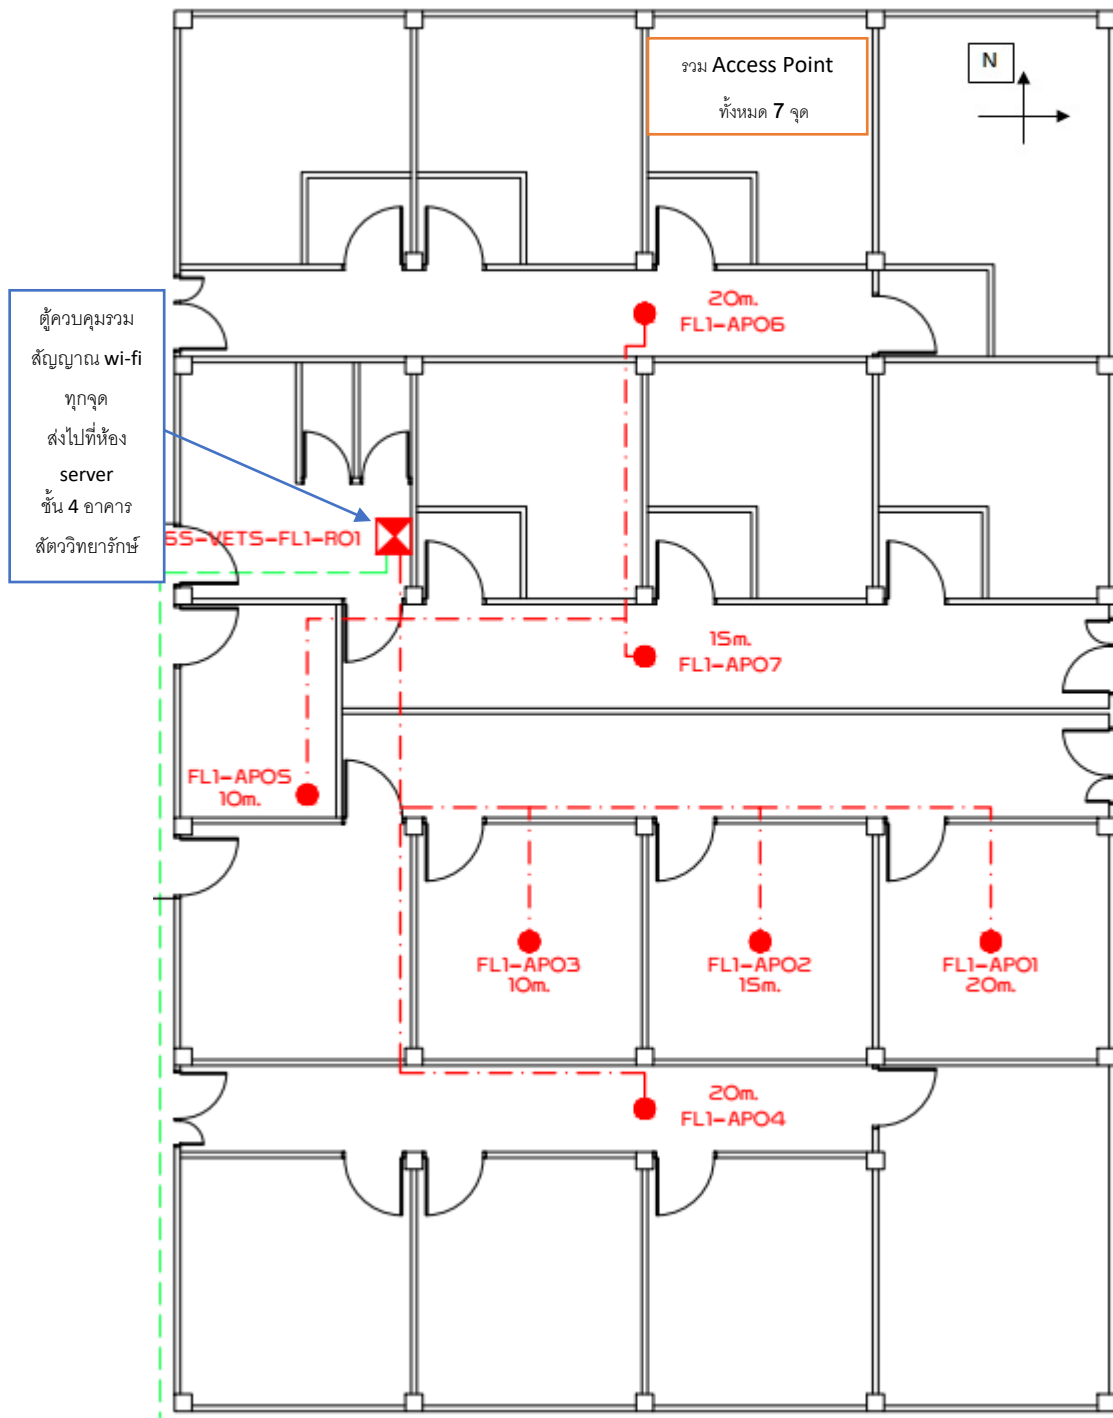 รวม Access Point
ทั้งหมด 7 จุด
N
20m.
FL1-AP06
ตู้ควบคุมรวม
สัญญาณ wi-fi
ทุกจุด
ส่งไปที่ห้อง
server
ชั้น 4 อาคาร
สัตววิทยารักษ์
SS-VETS-FL1-R01
15m.
FL1-AP07
FL1-AP05
10m.
FL1-AP03
10m.
FL1-AP02
15m.
FL1-AP01
20m.
20m.
FL1-AP04